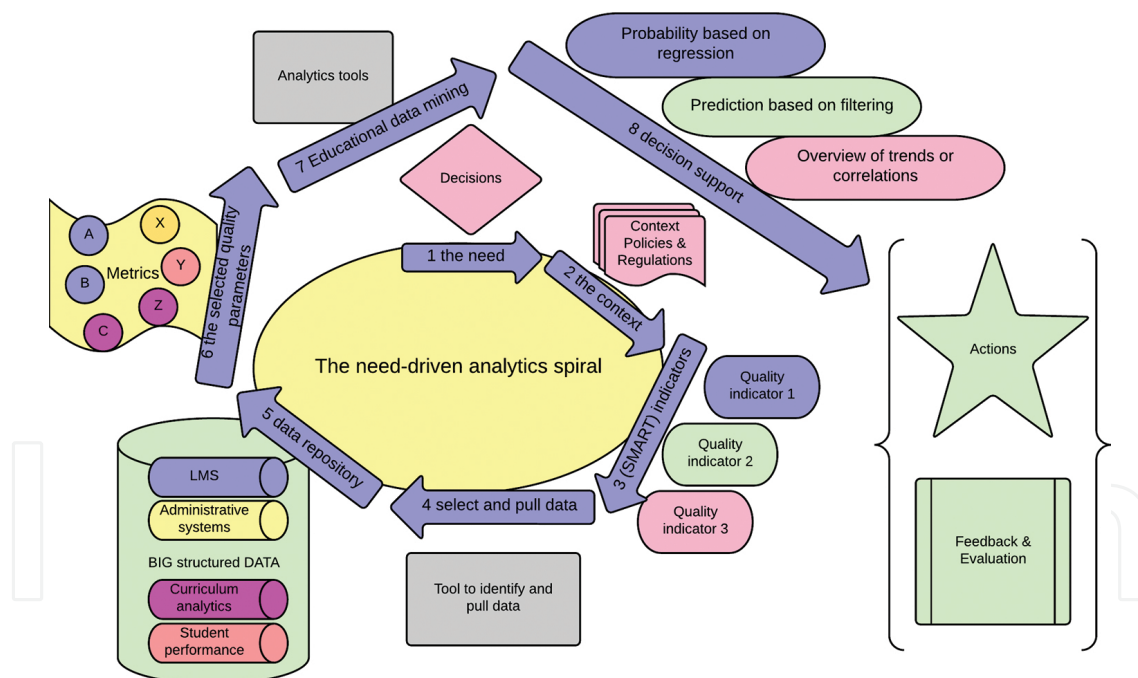 Probability based on
regression
Analytics tools
Prediction based on filtering
7 Educational data mining
8 decision support
Overview of trends or
correlations
Decisions
Context
Policies &
Regulations
A
X
B
Metrics
Y
Z
C
6 the selected quality
parameters
1 the need
2 the context
The need-driven analytics spiral
3 (SMART) indicators
Quality
indicator 1
Quality
indicator 2
Quality
indicator 3
Actions
Feedback &
Evaluation
5 data repository
4 select and pull data
LMS
Administrative
systems
BIG structured DATA
Curriculum
analytics
Student
performance
Tool to identify and
pull data